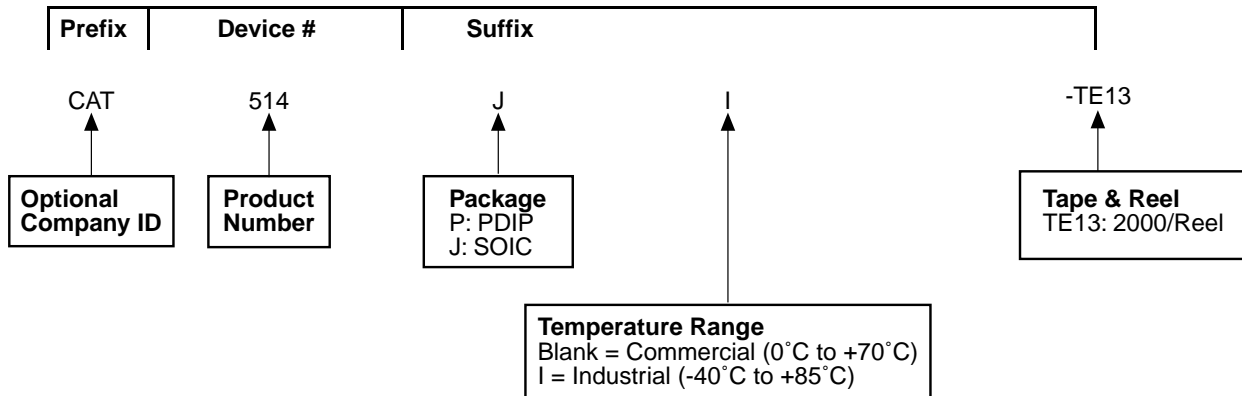 Prefix Device # Suffix
CAT 514 J I -TE13
Optional
Company ID
Product
Number
Package
P: PDIP
J: SOIC
Tape & Reel
TE13: 2000/Reel
Temperature Range
Blank = Commercial (0˚C to +70˚C)
I = Industrial (-40˚C to +85˚C)